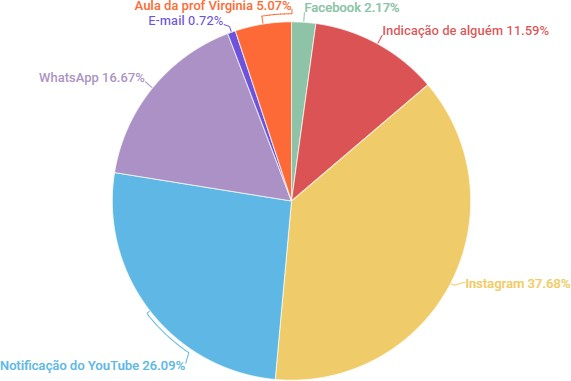 Aula da prof Virginia 5.07%
Facebook 2.17%
E-mail 0.72%
Indicação de alguém 11.59%
WhatsApp 16.67%
Instagram 37.68%
Notificação do YouTube 26.09%